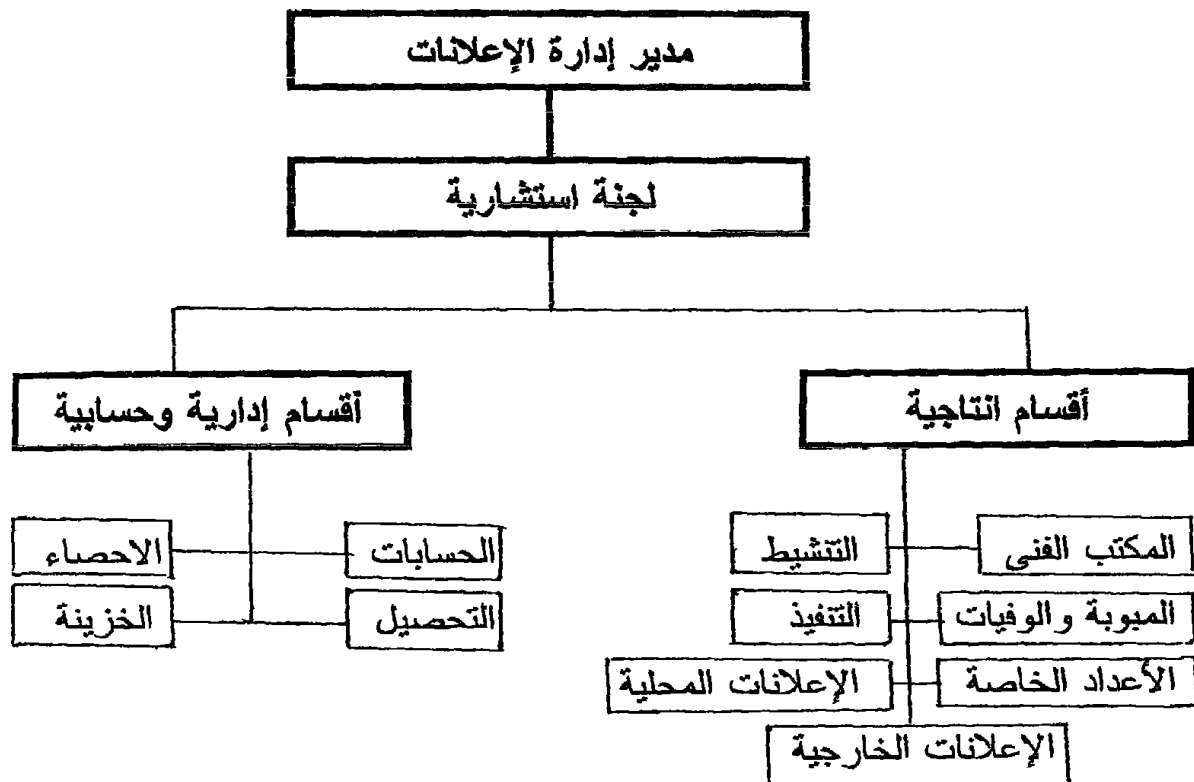 مدير إدارة الإعلانات
لجنة استشارية
أقسام انتاجية
أقسام إدارية وحسابية
المكتب الفنى
التنشيط
الحسابات
الاحصاء
المبوبة والوفيات
التنفيذ
التحصيل
الخزينة
الأعداد الخاصة
الإعلانات المحلية
الإعلانات الخارجية